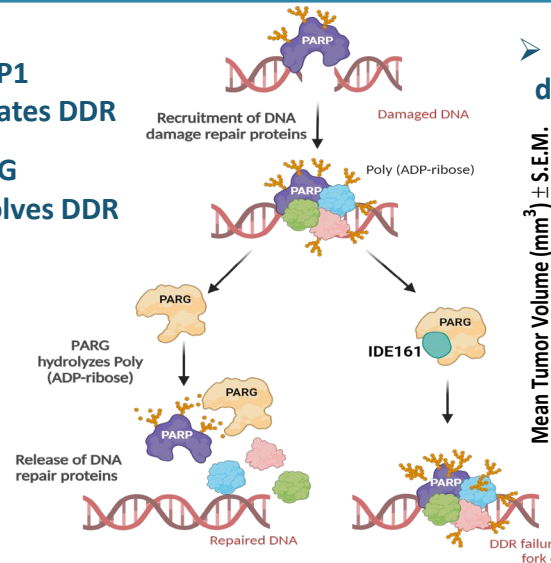 P1
ates DDR
G
olves DDR
PARP
Recruitment of DNA
damage repair proteins
Damaged DNA
Poly (ADP-ribose)
PARP
PARG
PARG
IDE161
PARG
hydrolyzes Poly
(ADP-ribose)
PARG
PARP
Release of DNA
repair proteins
Repaired DNA
PARP
DDR failur
fork
➢
d
Mean Tumor Volume (mm³) ± S.E.M.